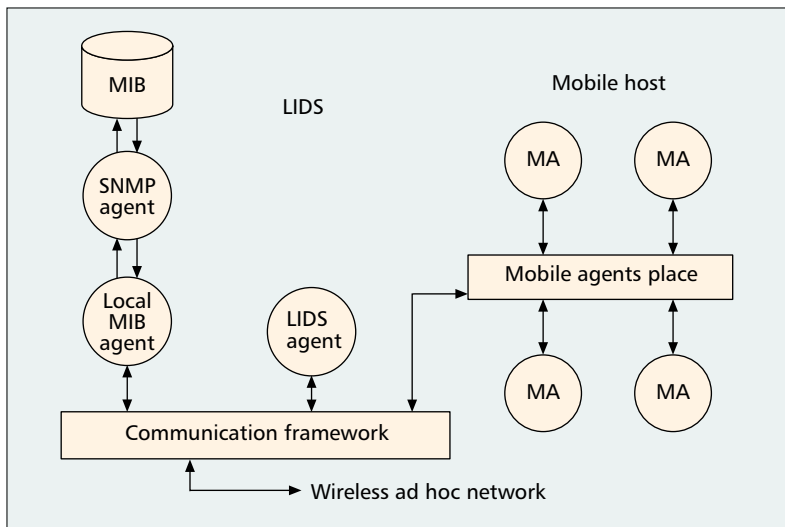 MIB
LIDS
Mobile host
MA
MA
SNMP
agent
Mobile agents place
Local
MIB
agent
LIDS
agent
MA
MA
Communication framework
Wireless ad hoc network